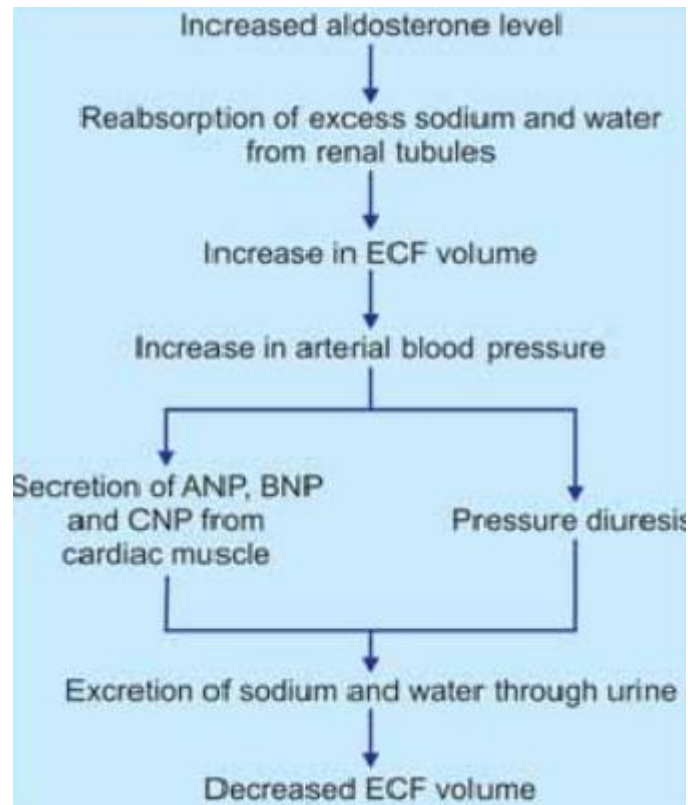 Increased aldosterone level
Reabsorption of excess sodium and water
from renal tubules
Increase in ECF volume
Increase in arterial blood pressure
Secretion of ANP, BNP
and CNP from
cardiac muscle
Pressure diuresis
Excretion of sodium and water through urine
Decreased ECF volume